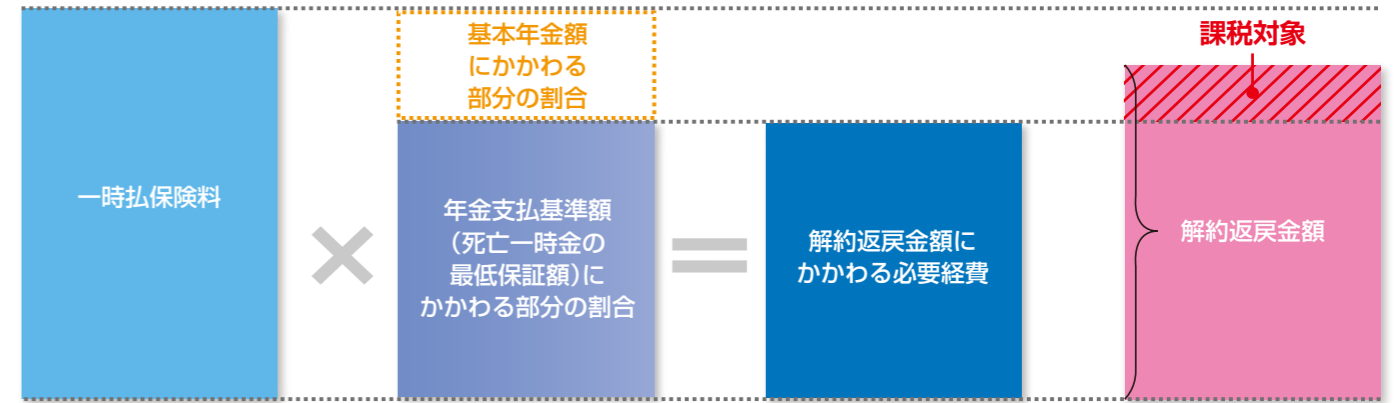 一時払保険料
×
基本年金額
にかかわる
部分の割合
年金支払基準額
（死亡一時金の
最低保証額）に
かかわる部分の割合
＝
解約返戻金額に
かかわる必要経費
課税対象
解約返戻金額